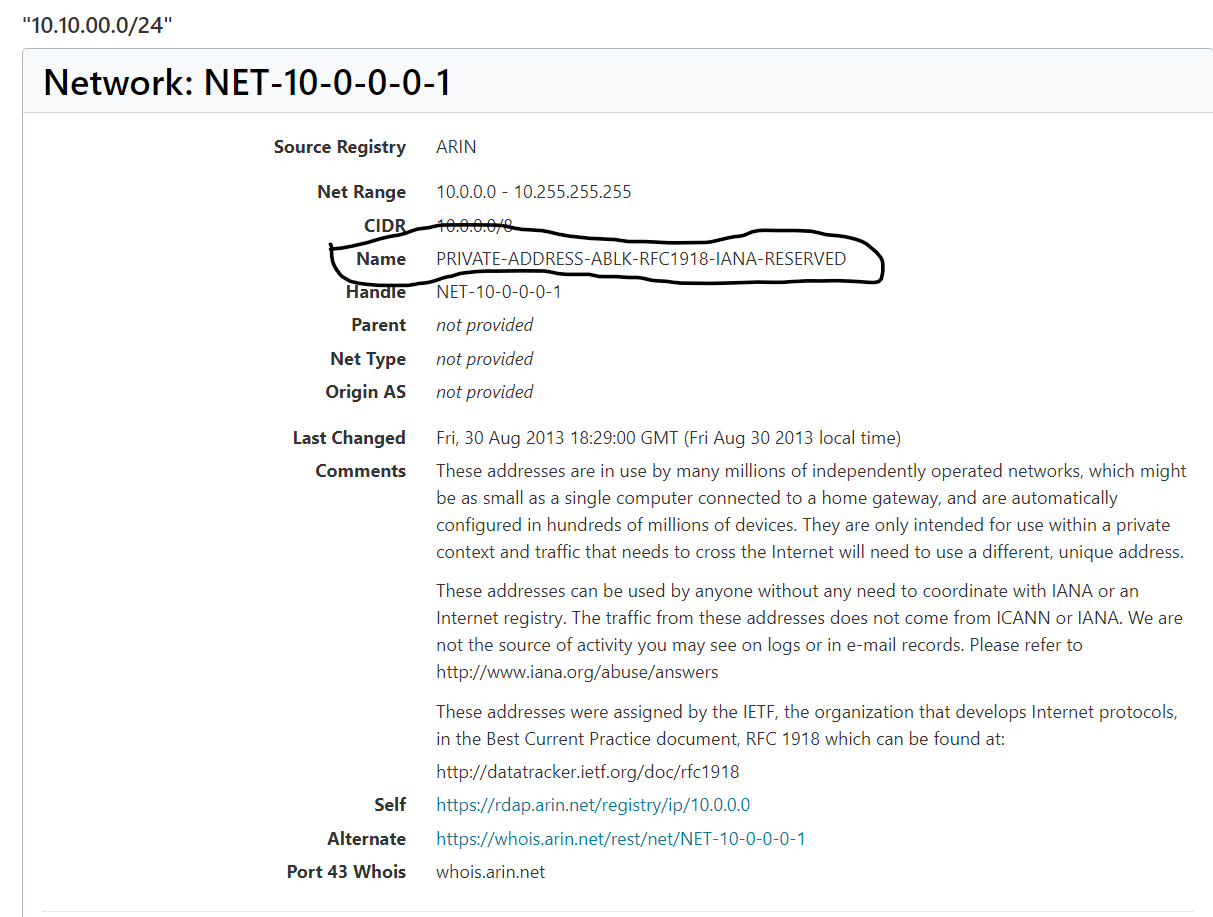 "10.10.00.0/24"
Network: NET-10-0-0-0-1
Source Registry ARIN
Net Range 10.0.0.0 - 10.255.255.255
CIDR 10.0.0.0/8
Name PRIVATE-ADDRESS-ABLK-RFC1918-IANA-RESERVED
Handle NET-10-0-0-0-1
Parent not provided
Net Type not provided
Origin AS not provided
Last Changed Fri, 30 Aug 2013 18:29:00 GMT (Fri Aug 30 2013 local time)
Comments These addresses are in use by many millions of independently operated networks, which might
be as small as a single computer connected to a home gateway, and are automatically
configured in hundreds of millions of devices. They are only intended for use within a private
context and traffic that needs to cross the Internet will need to use a different, unique address.
These addresses can be used by anyone without any need to coordinate with IANA or an
Internet registry. The traffic from these addresses does not come from ICANN or IANA. We are
not the source of activity you may see on logs or in e-mail records. Please refer to
http://www.iana.org/abuse/answers
These addresses were assigned by the IETF, the organization that develops Internet protocols,
in the Best Current Practice document, RFC 1918 which can be found at:
http://datatracker.ietf.org/doc/rfc1918
Self https://rdap.arin.net/registry/ip/10.0.0.0
Alternate https://whois.arin.net/rest/net/NET-10-0-0-0-1
Port 43 Whois whois.arin.net